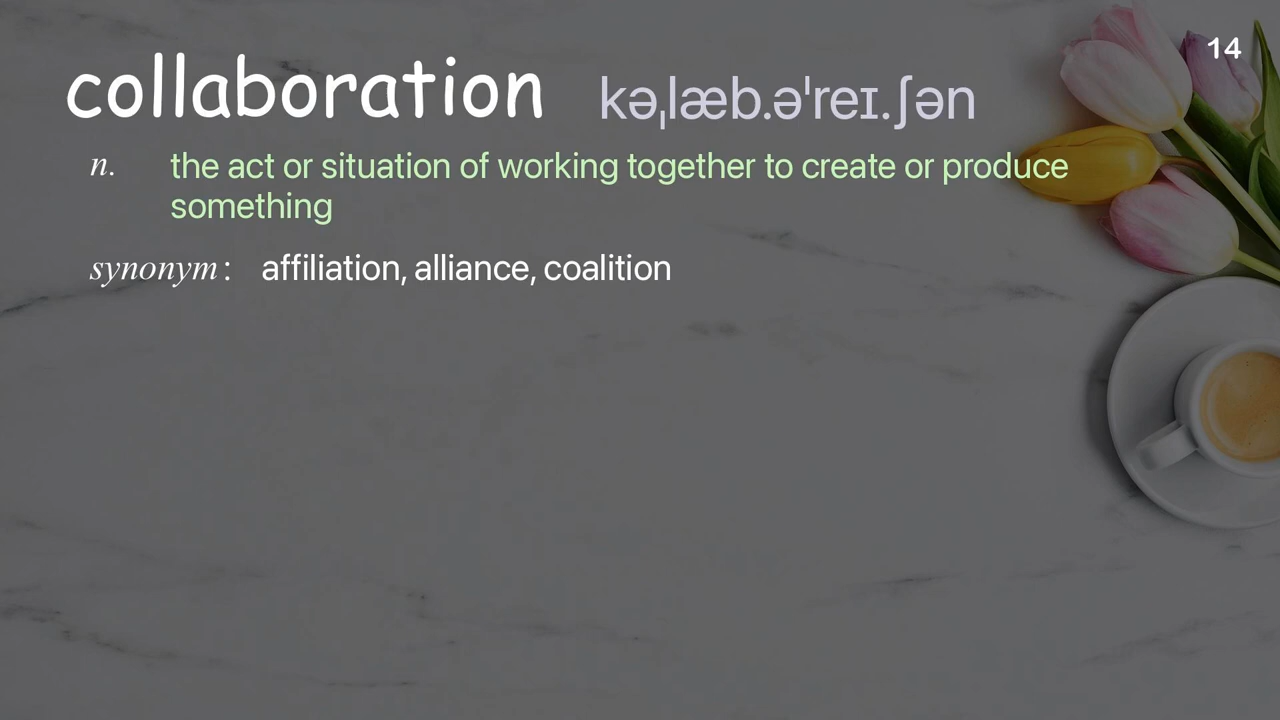 14
collaboration kəˌlæb.əˈreɪ.ʃən
n. the act or situation of working together to create or produce
something
synonym : affiliation, alliance, coalition